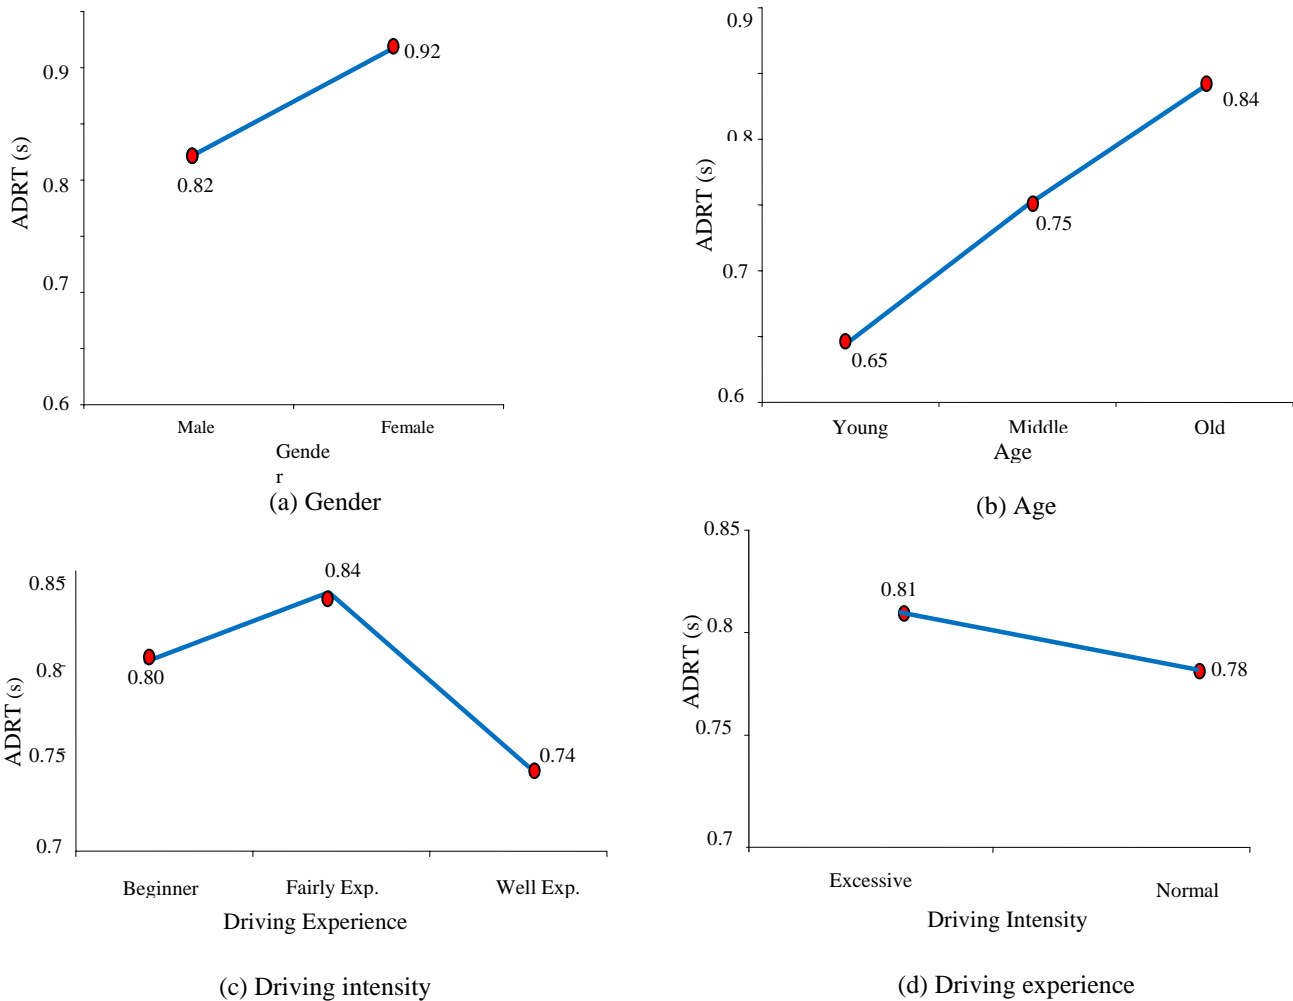 0.9
0.8
0.7
0.6
ADRT (s)
0.92
0.82
Male
Female
Gende
r
(a) Gender
0.9
0.8
0.7
0.6
ADRT (s)
0.84
0.75
0.65
Young
Middle
Old
Age
(b) Age
0.85
0.8
0.75
0.7
ADRT (s)
0.84
0.80
0.74
Beginner
Fairly Exp.
Well Exp.
Driving Experience
(c) Driving intensity
0.85
0.8
0.75
0.7
ADRT (s)
0.81
0.78
Excessive
Normal
Driving Intensity
(d) Driving experience